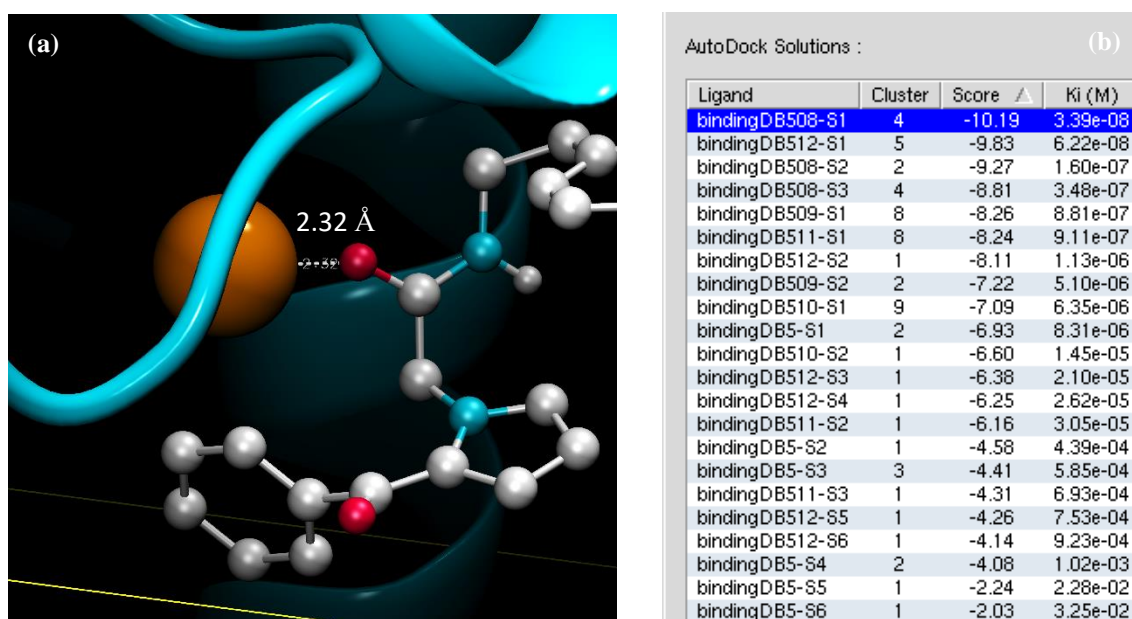 (a)
2.32 Å
2.32
AutoDock Solutions :
(b)
Ligand Cluster Score Ki (M)
bindingDB508-S1 4 -10.19 3.39e-08
bindingDB512-S1 5 -9.83 6.22e-08
bindingDB508-S2 2 -9.27 1.60e-07
bindingDB508-S3 4 -8.81 3.48e-07
bindingDB509-S1 8 -8.26 8.81e-07
bindingDB511-S1 8 -8.24 9.11e-07
bindingDB512-S2 1 -8.11 1.13e-06
bindingDB509-S2 2 -7.22 5.10e-06
bindingDB510-S1 9 -7.09 6.35e-06
bindingDB5-S1 2 -6.93 8.31e-06
bindingDB510-S2 1 -6.60 1.45e-05
bindingDB512-S3 1 -6.38 2.10e-05
bindingDB512-S4 1 -6.25 2.62e-05
bindingDB511-S2 1 -6.16 3.05e-05
bindingDB5-S2 1 -4.58 4.39e-04
bindingDB5-S3 3 -4.41 5.85e-04
bindingDB511-S3 1 -4.31 6.93e-04
bindingDB512-S5 1 -4.26 7.53e-04
bindingDB512-S6 1 -4.14 9.23e-04
bindingDB5-S4 2 -4.08 1.02e-03
bindingDB5-S5 1 -2.24 2.28e-02
bindingDB5-S6 1 -2.03 3.25e-02